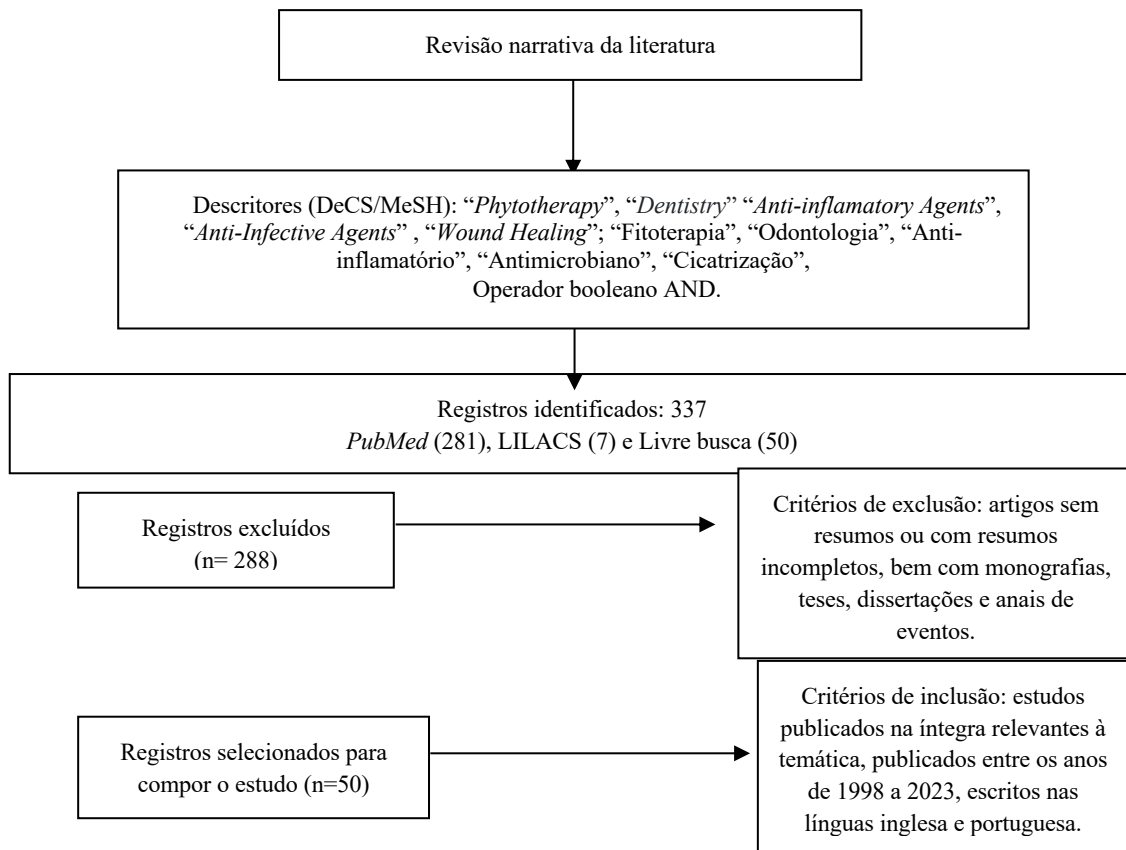 Revisão narrativa da literatura
Descritores (DeCS/MeSH): “Phytotherapy”, “Dentistry” “Anti-inflamatory Agents”,
“Anti-Infective Agents” , “Wound Healing”; “Fitoterapia”, “Odontologia”, “Anti-
inflamatório”, “Antimicrobiano”, “Cicatrização”,
Operador booleano AND.
Registros identificados: 337
PubMed (281), LILACS (7) e Livre busca (50)
Registros excluídos
(n= 288)
Critérios de exclusão: artigos sem
resumos ou com resumos
incompletos, bem com monografias,
teses, dissertações e anais de
eventos.
Registros selecionados para
compor o estudo (n=50)
Critérios de inclusão: estudos
publicados na íntegra relevantes à
temática, publicados entre os anos
de 1998 a 2023, escritos nas
línguas inglesa e portuguesa.